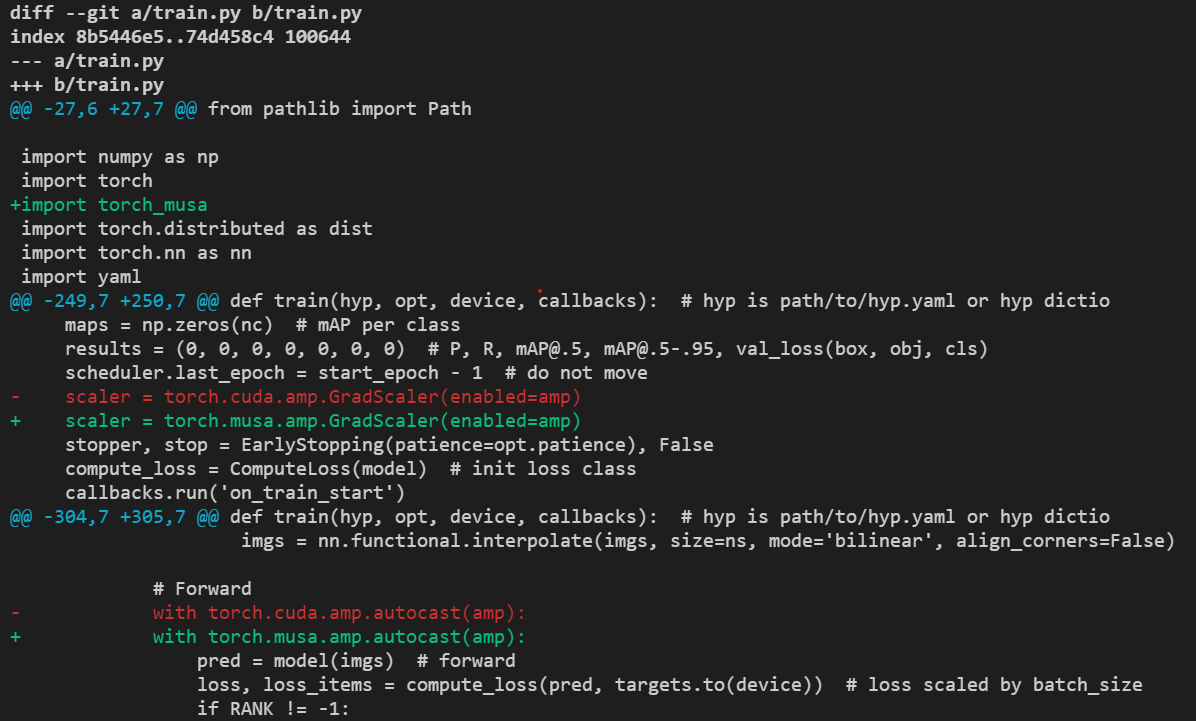 diff --git a/train.py b/train.py
index 8b5446e5..74d458c4 100644
--- a/train.py
+++ b/train.py
@@ -27,6 +27,7 @@ from pathlib import Path

 import numpy as np
 import torch
+import torch_musa
 import torch.distributed as dist
 import torch.nn as nn
 import yaml
@@ -249,7 +250,7 @@ def train(hyp, opt, device, callbacks):  # hyp is path/to/hyp.yaml or hyp dictio
     maps = np.zeros(nc)  # mAP per class
     results = (0, 0, 0, 0, 0, 0, 0)  # P, R, mAP@.5, mAP@.5-.95, val_loss(box, obj, cls)
     scheduler.last_epoch = start_epoch - 1  # do not move
-    scaler = torch.cuda.amp.GradScaler(enabled=amp)
+    scaler = torch.musa.amp.GradScaler(enabled=amp)
     stopper, stop = EarlyStopping(patience=opt.patience), False
     compute_loss = ComputeLoss(model)  # init loss class
     callbacks.run('on_train_start')
@@ -304,7 +305,7 @@ def train(hyp, opt, device, callbacks):  # hyp is path/to/hyp.yaml or hyp dictio
                     imgs = nn.functional.interpolate(imgs, size=ns, mode='bilinear', align_corners=False)

             # Forward
-            with torch.cuda.amp.autocast(amp):
+            with torch.musa.amp.autocast(amp):
                 pred = model(imgs)  # forward
                 loss, loss_items = compute_loss(pred, targets.to(device))  # loss scaled by batch_size
                 if RANK != -1: